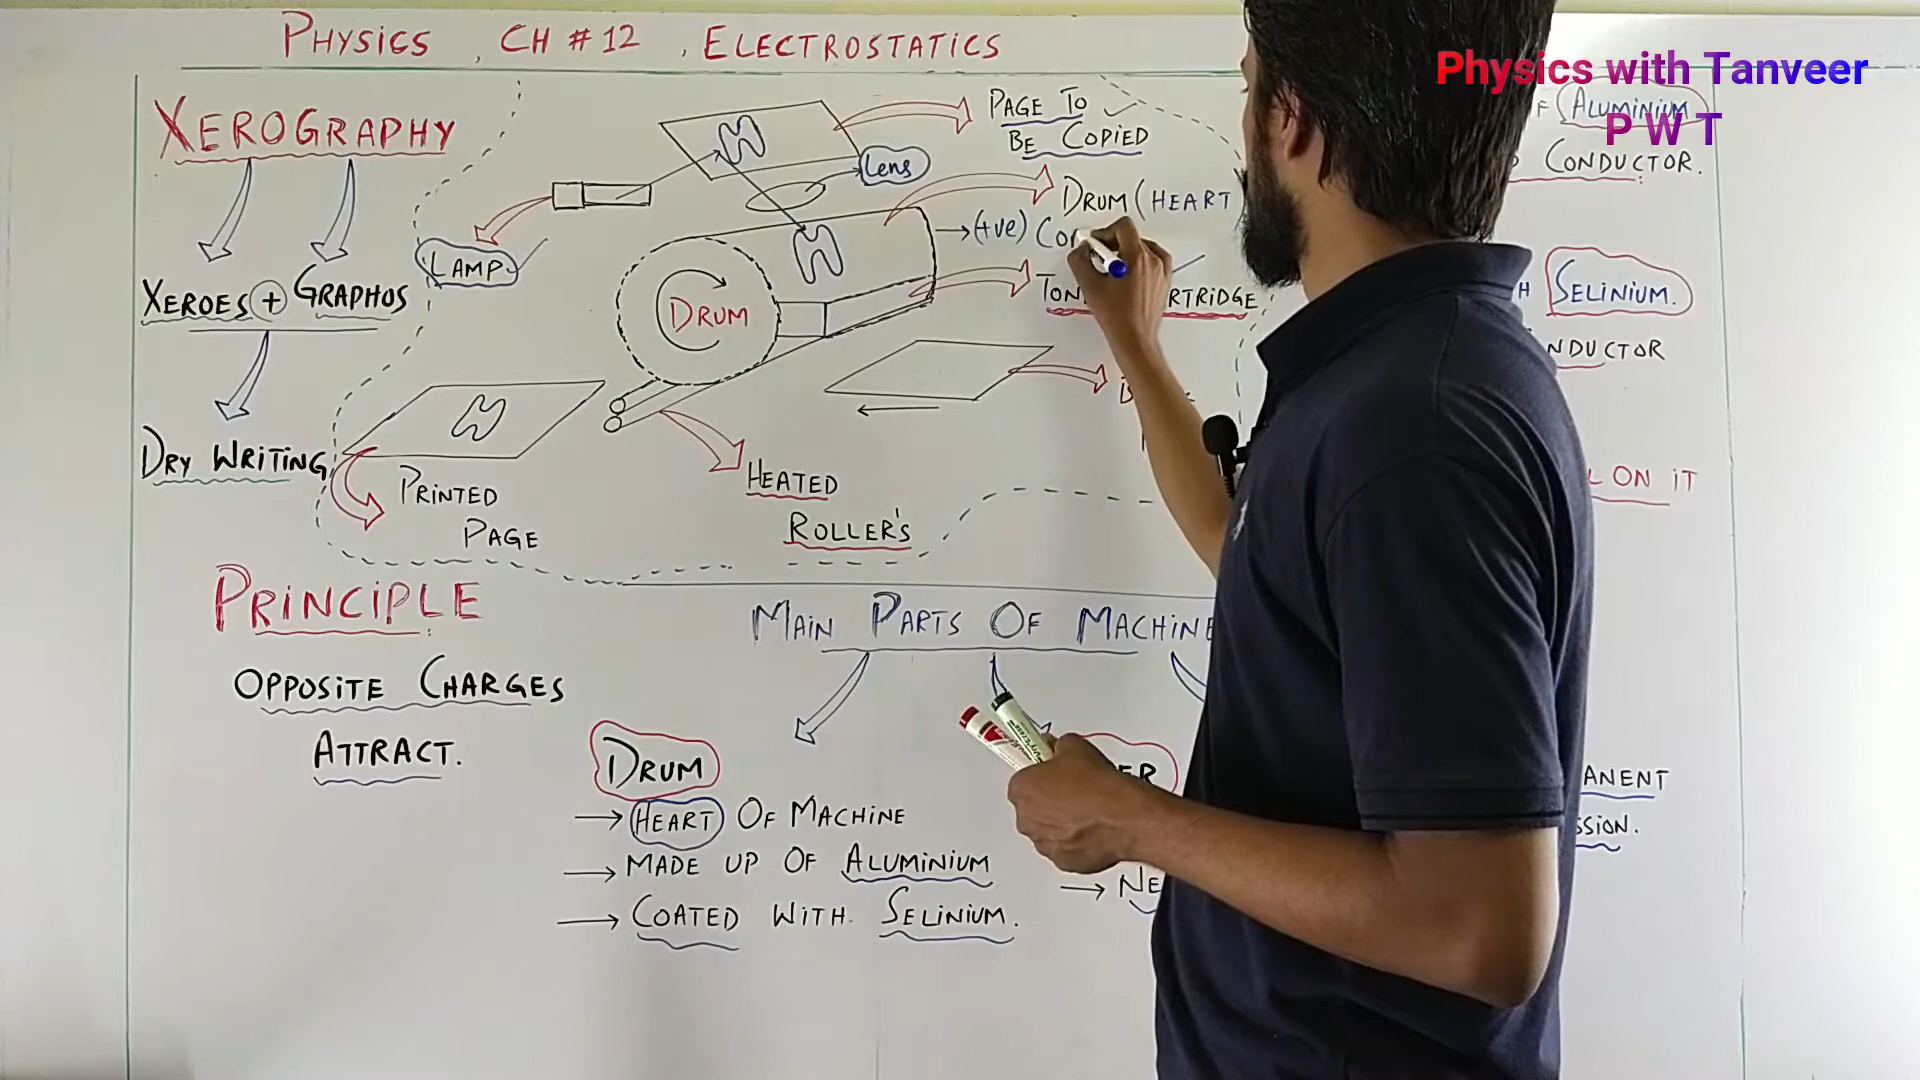 PHYSICS , CH # 12 , ELECTROSTATICS
Physics with Tanveer
P W T
XEROGRAPHY
XEROES + GRAPHOS
DRY WRITING
PAGE TO
BE COPIED
Lens
LAMP
DRUM (HEART
(+ve)
DRUM
RTRIDGE
HEATED
ROLLER'S
PRINTED
PAGE
ALUMINIUM
CONDUCTOR.
SELINIUM.
NDUCTOR
L ON iT
ANENT
SSION.
PRINCIPLE
OPPOSITE CHARGES
ATTRACT.
MAIN PARTS OF MACHINE
DRUM
→ HEART OF MACHINE
→ MADE UP OF ALUMINIUM
→ COATED WITH SELINIUM.
ER
→ NE